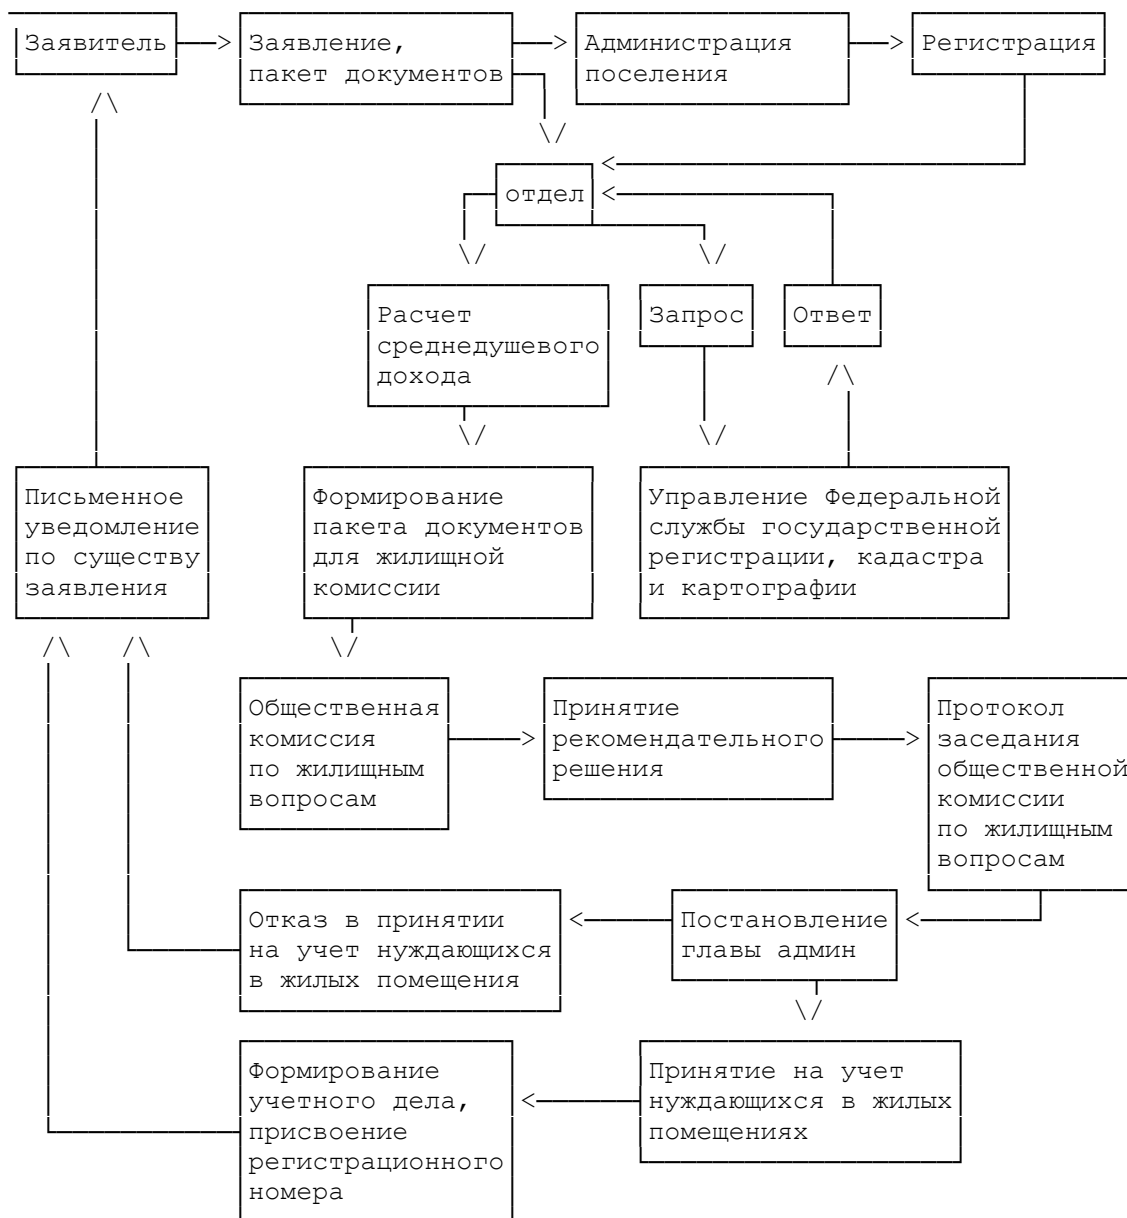 Заявитель
Заявление,
пакет документов
Администрация
поселения
Регистрация
отдел
Расчет
среднедушевого
дохода
Запрос
Ответ
Письменное
уведомление
по существу
заявления
Формирование
пакета документов
для жилищной
комиссии
Управление Федеральной
службы государственной
регистрации, кадастра
и картографии
Общественная
комиссия
по жилищным
вопросам
Принятие
рекомендательного
решения
Протокол
заседания
общественной
комиссии
по жилищным
вопросам
Отказ в принятии
на учет нуждающихся
в жилых помещения
Постановление
главы админ
Формирование
учетного дела,
присвоение
регистрационного
номера
Принятие на учет
нуждающихся в жилых
помещениях